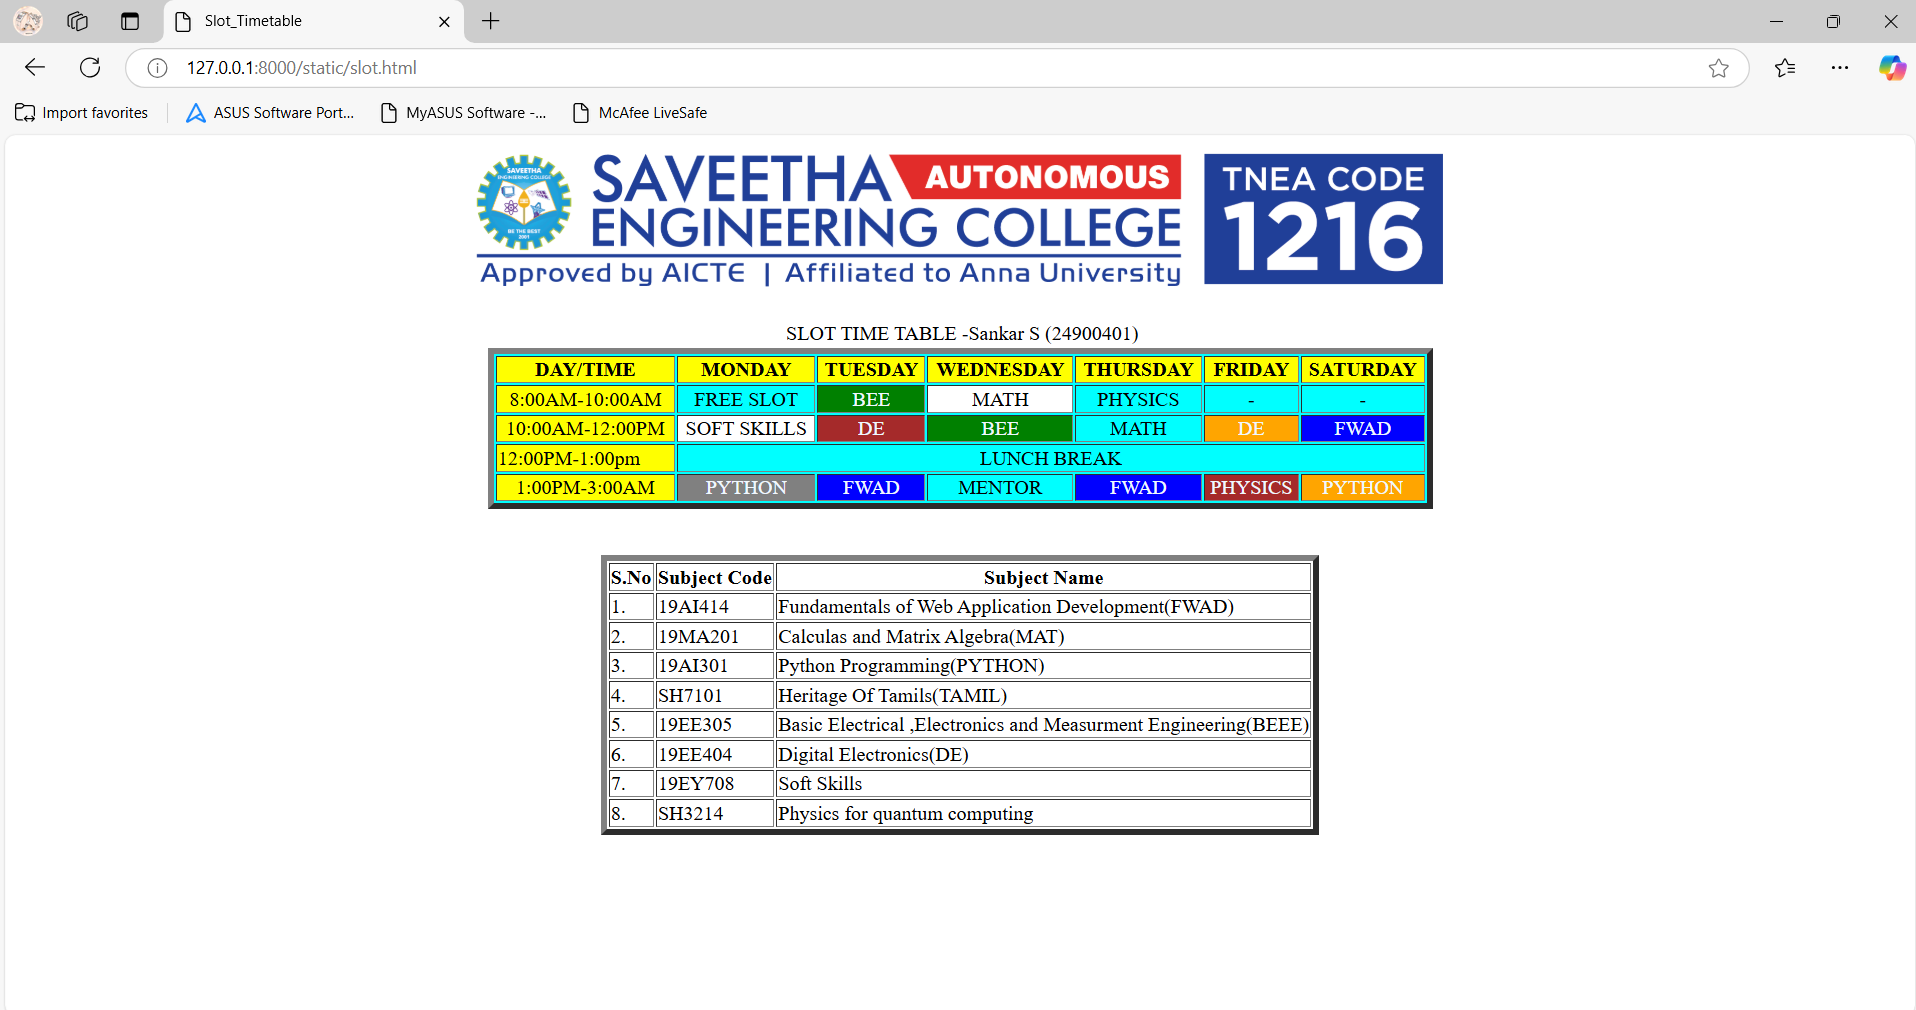 Slot_Timetable
127.0.0.1:8000/static/slot.html
Import favorites
ASUS Software Port...
MyASUS Software -...
McAfee LiveSafe
SAVEETHA AUTONOMOUS
ENGINEERING COLLEGE
Approved by AICTE | Affiliated to Anna University
SAVEETHA
ENGINEERING COLLEGE
BE THE BEST
2001
TNEA CODE
1216
SLOT TIME TABLE -Sankar S (24900401)
DAY/TIME MONDAY TUESDAY WEDNESDAY THURSDAY FRIDAY SATURDAY
8:00AM-10:00AM FREE SLOT BEE MATH PHYSICS - -
10:00AM-12:00PM SOFT SKILLS DE BEE MATH DE FWAD
12:00PM-1:00pm LUNCH BREAK
1:00PM-3:00AM PYTHON FWAD MENTOR FWAD PHYSICS PYTHON
S.No Subject Code Subject Name
1. 19AI414 Fundamentals of Web Application Development(FWAD)
2. 19MA201 Calculas and Matrix Algebra(MAT)
3. 19AI301 Python Programming(PYTHON)
4. SH7101 Heritage Of Tamils(TAMIL)
5. 19EE305 Basic Electrical ,Electronics and Measurment Engineering(BEEE)
6. 19EE404 Digital Electronics(DE)
7. 19EY708 Soft Skills
8. SH3214 Physics for quantum computing